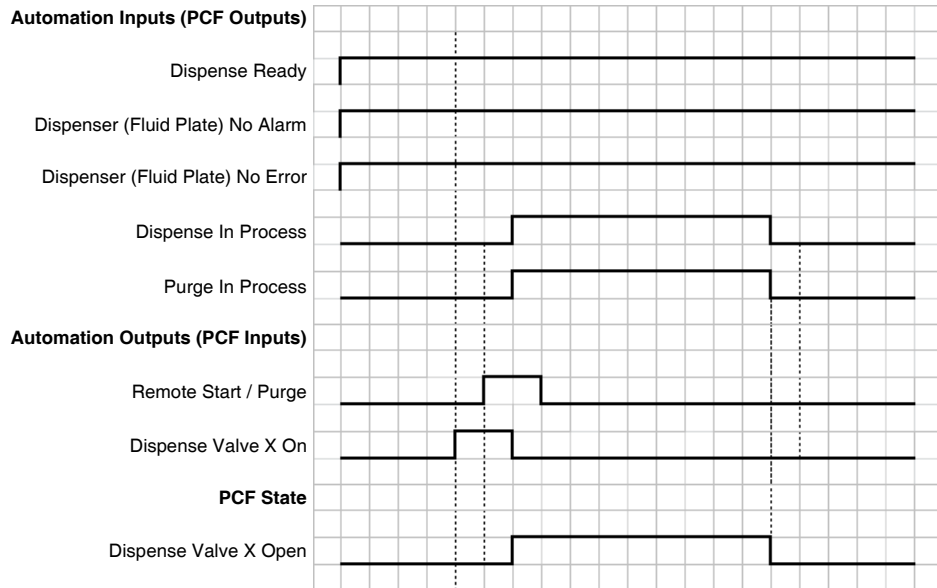 Automation Inputs (PCF Outputs)
Dispense Ready
Dispenser (Fluid Plate) No Alarm
Dispenser (Fluid Plate) No Error
Dispense In Process
Purge In Process
Automation Outputs (PCF Inputs)
Remote Start / Purge
Dispense Valve X On
PCF State
Dispense Valve X Open